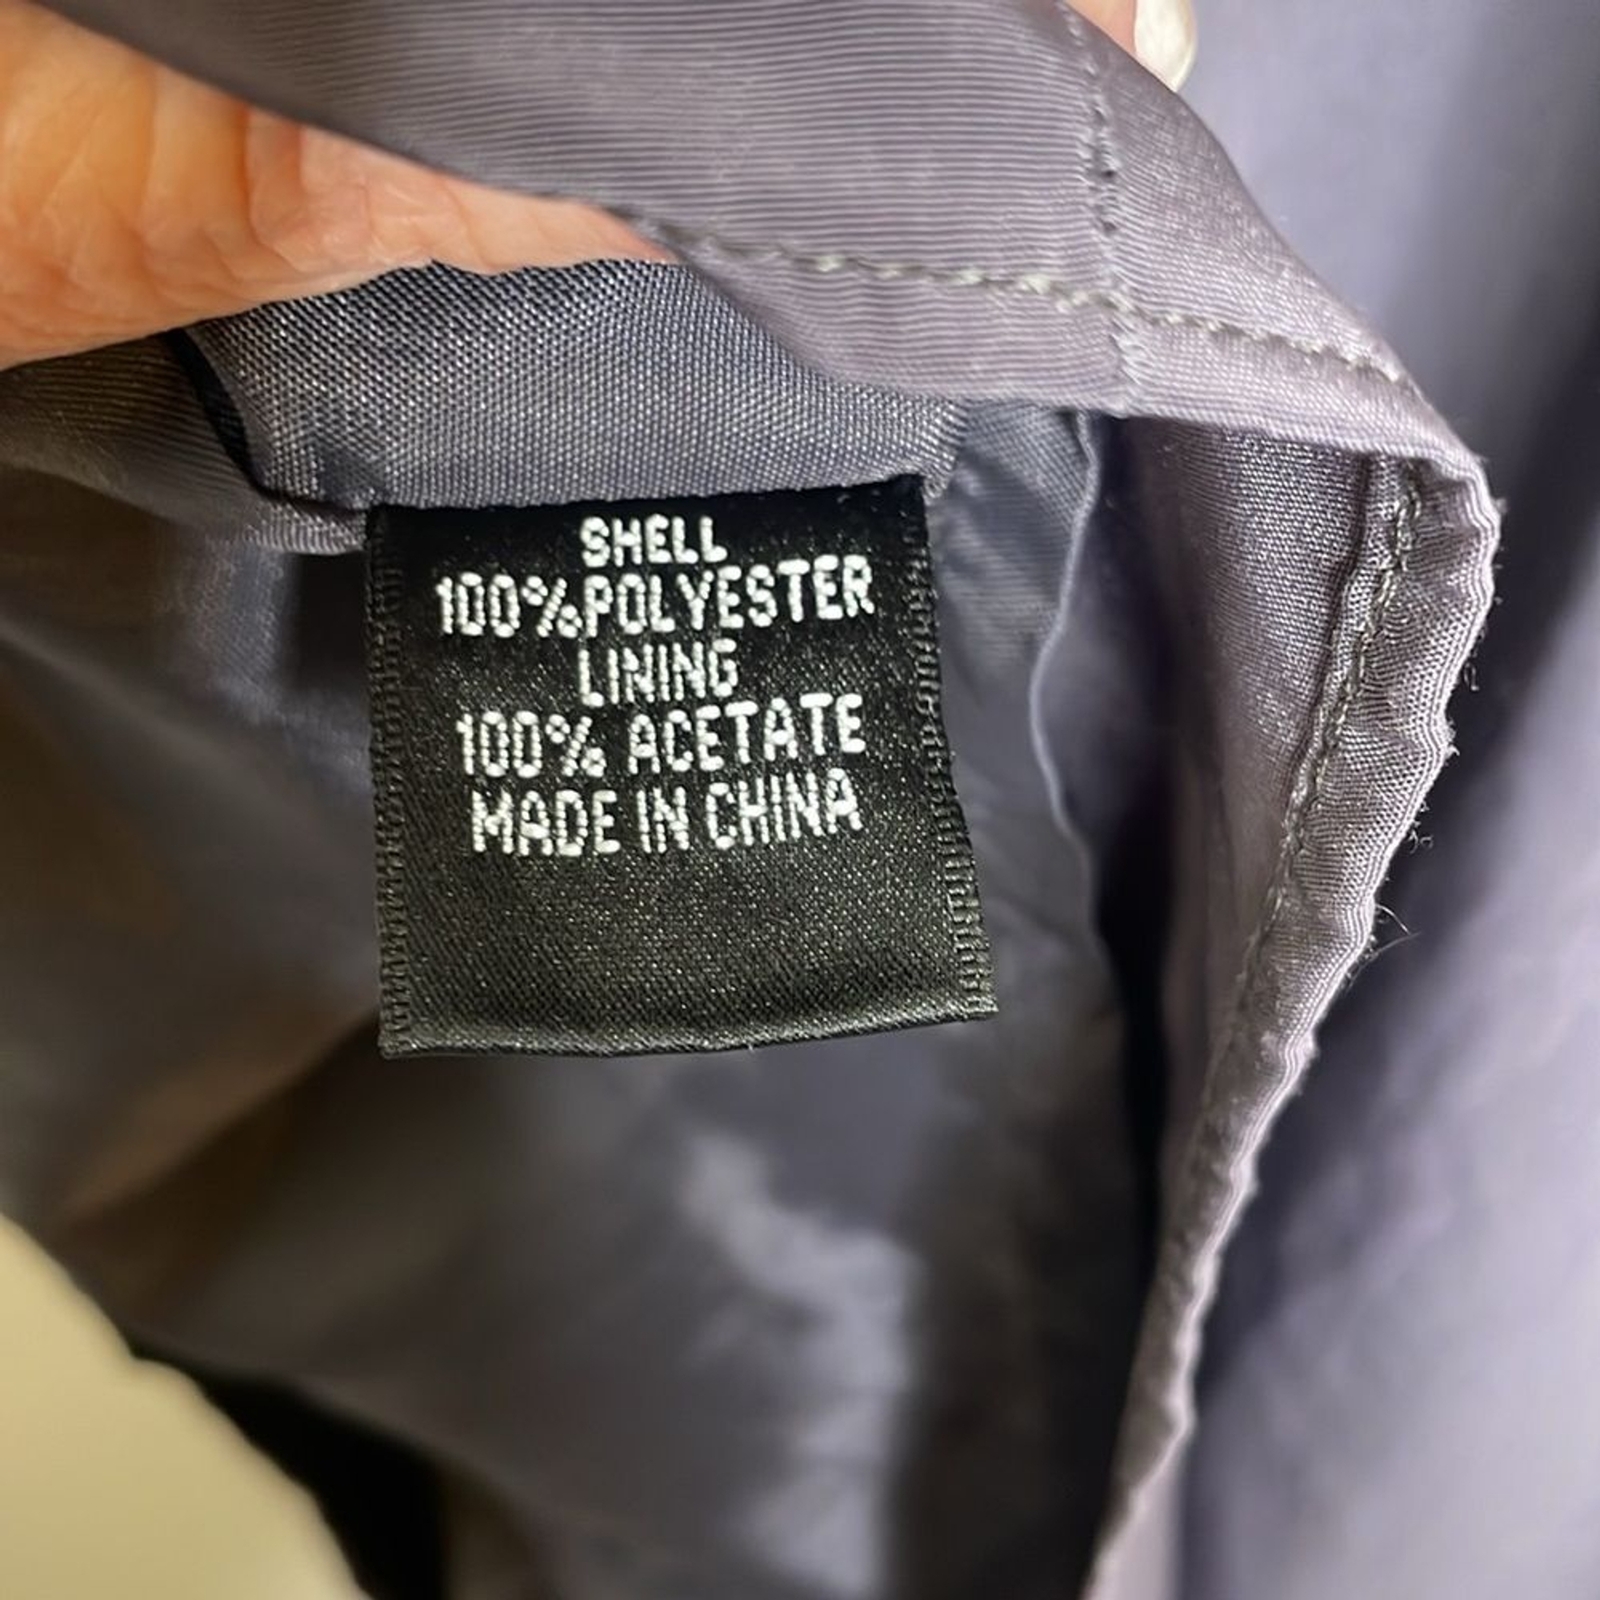 SHELL
100%POLYESTER
LINING
100% ACETATE
MADE IN CHINA